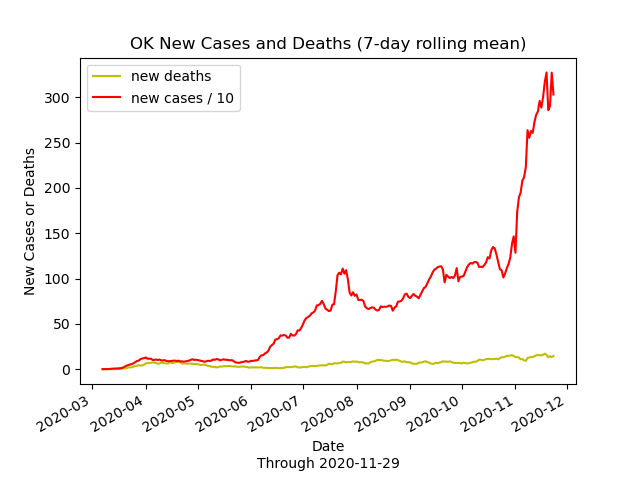 OK New Cases and Deaths (7-day rolling mean)
new deaths
new cases / 10
New Cases or Deaths
300
250
200
150
100
50
0
2020-03
2020-04
2020-05
2020-06
2020-07
2020-08
2020-09
2020-10
2020-11
2020-12
Date
Through 2020-11-29